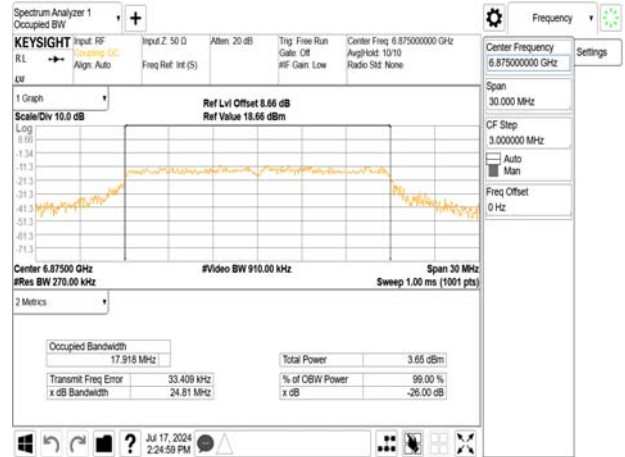 Spectrum Analyzer 1
Occupied BW
Frequency
KEYSIGHT
Input: RF
Coupling: DC
Align: Auto
RL
LV
Input Z: 50 Ω
Freq Ref: Int (S)
Atten: 20 dB
Trig: Free Run
Gate: Off
#IF Gain: Low
Center Freq: 6.875000000 GHz
Avg|Hold: 10/10
Radio Std: None
Center Frequency
6.875000000 GHz
Settings
Span
30.000 MHz
CF Step
3.000000 MHz
Auto
Man
Freq Offset
0 Hz
1 Graph
Scale/Div 10.0 dB
Ref Lvl Offset 8.66 dB
Ref Value 18.66 dBm
Log
8.66
-1.34
-11.3
-21.3
-31.3
-41.3
-51.3
-61.3
-71.3
Center 6.87500 GHz
#Video BW 910.00 kHz
Span 30 MHz
#Res BW 270.00 kHz
Sweep 1.00 ms (1001 pts)
2 Metrics
Occupied Bandwidth
17.918 MHz
Total Power 3.65 dBm
Transmit Freq Error 33.409 kHz
% of OBW Power 99.00 %
x dB Bandwidth 24.81 MHz
x dB -26.00 dB
?
Jul 17, 2024
2:24:59 PM